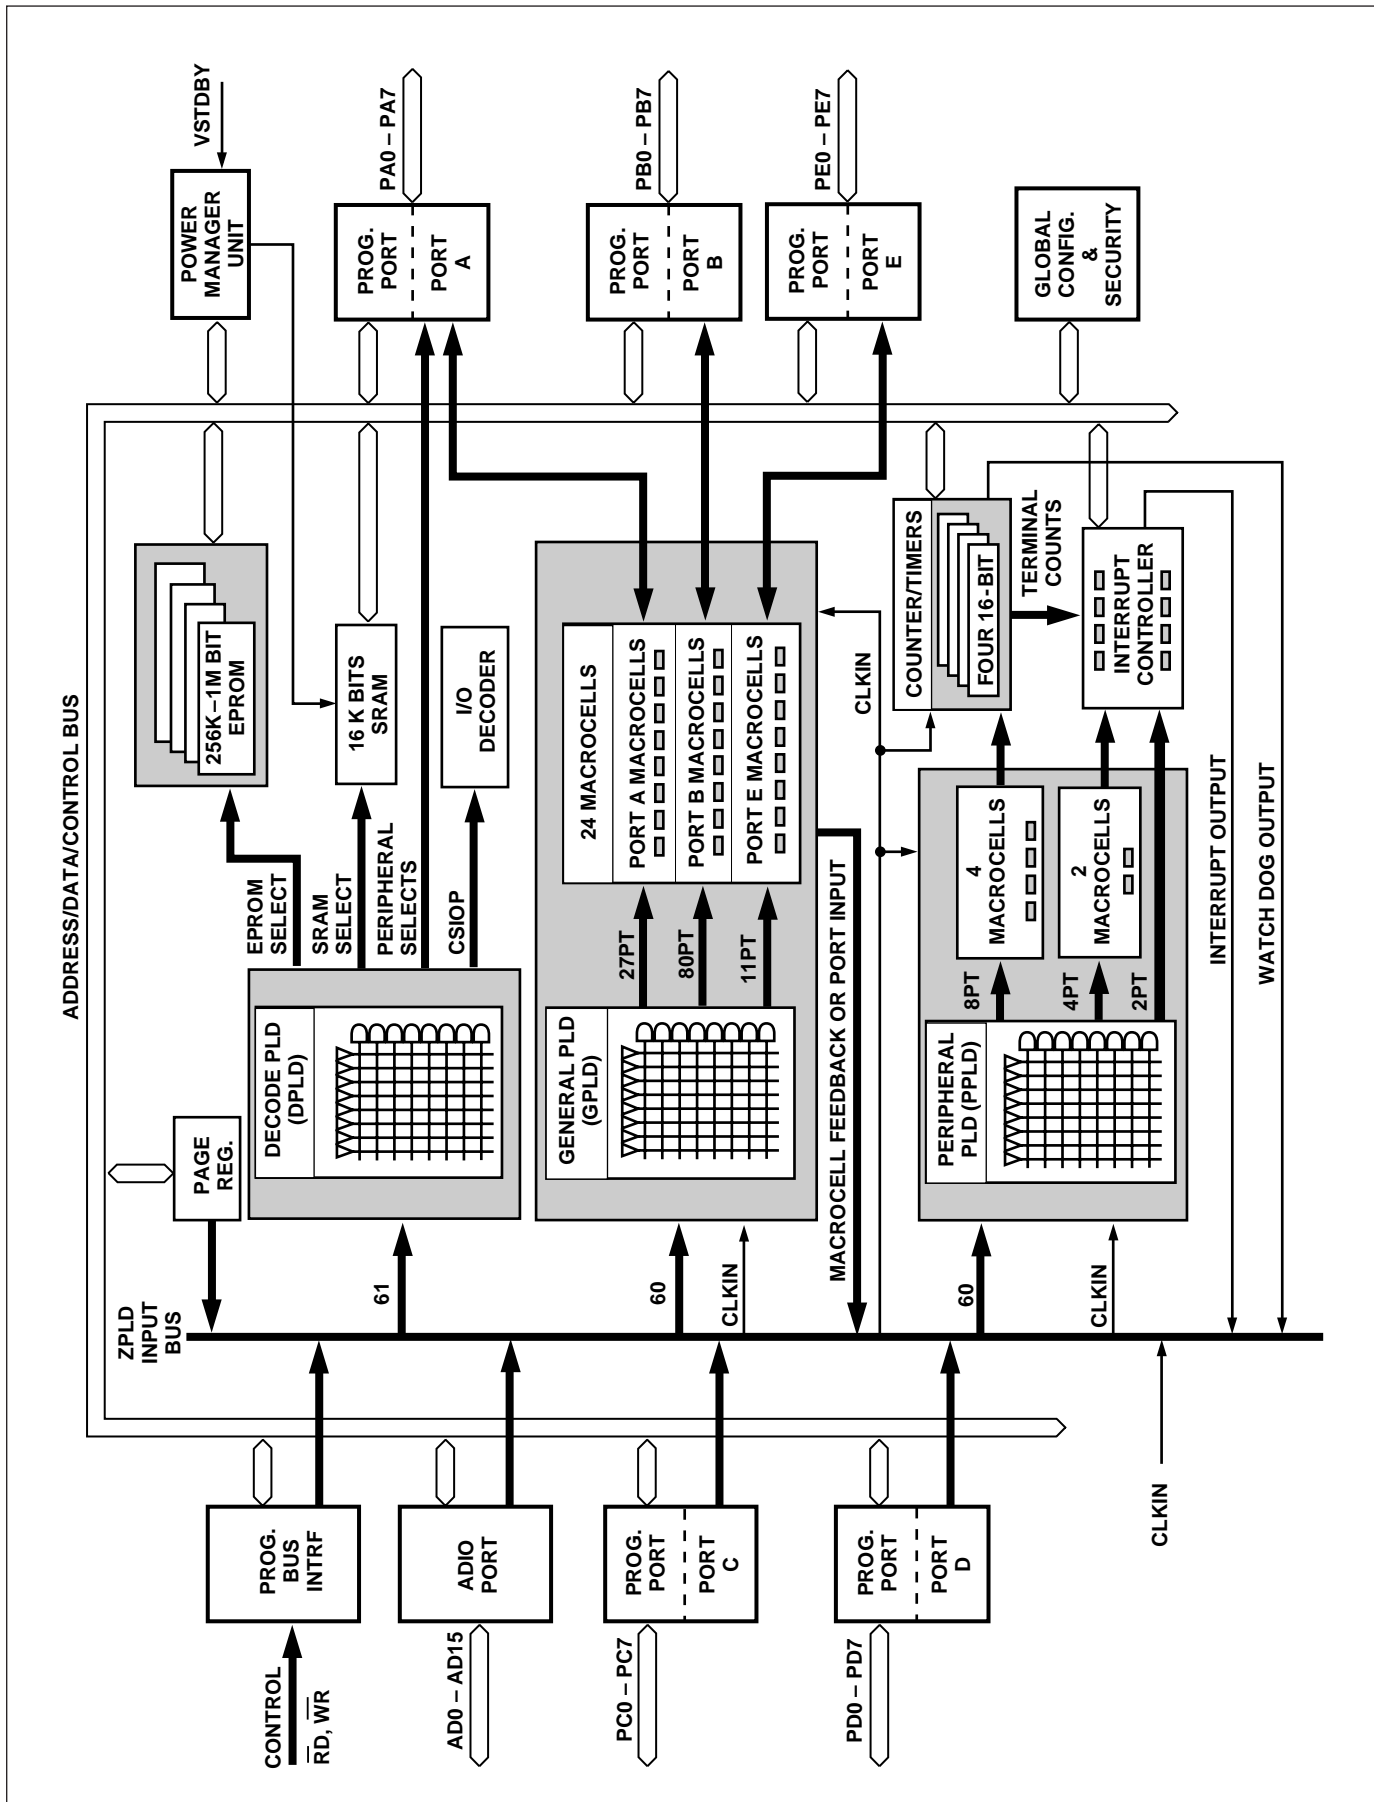 ADDRESS/DATA/CONTROL BUS
CONTROL
RD, WR
PROG.
BUS
INTRF
AD0 – AD15
ADIO
PORT
PC0 – PC7
PROG.
PORT
PORT
C
PD0 – PD7
PROG.
PORT
PORT
D
CLKIN
ZPLD
INPUT
BUS
PAGE
REG.
61
60
CLKIN
60
CLKIN
DECODE PLD
(DPLD)
EPROM
SELECT
SRAM
SELECT
PERIPHERAL
SELECTS
CSIOP
GENERAL PLD
(GPLD)
27PT
80PT
11PT
MACROCELL FEEDBACK OR PORT INPUT
PERIPHERAL
PLD (PPLD)
8PT
4PT
2PT
4
MACROCELLS
2
MACROCELLS
256K–1M BIT
EPROM
16 K BITS
SRAM
I/O
DECODER
24 MACROCELLS
PORT A MACROCELLS
PORT B MACROCELLS
PORT E MACROCELLS
CLKIN
COUNTER/TIMERS
FOUR 16-BIT
TERMINAL
COUNTS
INTERRUPT
CONTROLLER
INTERRUPT OUTPUT
WATCH DOG OUTPUT
POWER
MANAGER
UNIT
VSTDBY
PROG.
PORT
PORT
A
PA0 – PA7
PROG.
PORT
PORT
B
PB0 – PB7
PROG.
PORT
PORT
E
PE0 – PE7
GLOBAL
CONFIG.
&
SECURITY